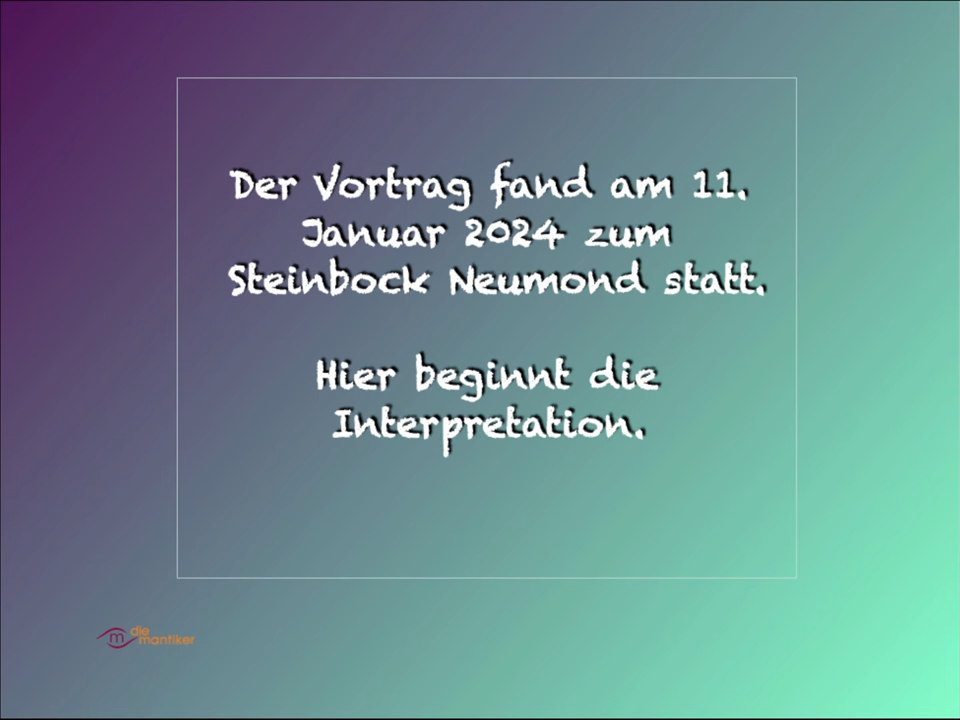 Der Vortrag fand am 11.
Januar 2024 zum
Steinbock Neumond statt.
Hier beginnt die
Interpretation.
m die
mantiker